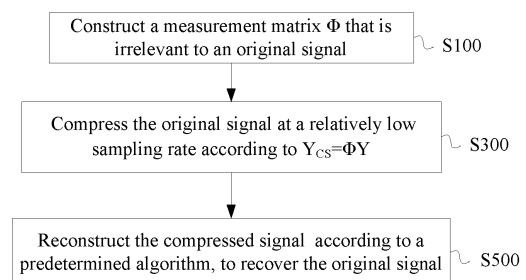 Construct a measurement matrix Φ that is
irrelevant to an original signal
S100
Compress the original signal at a relatively low
sampling rate according to Y_CS=ΦY
S300
Reconstruct the compressed signal according to a
predetermined algorithm, to recover the original signal
S500